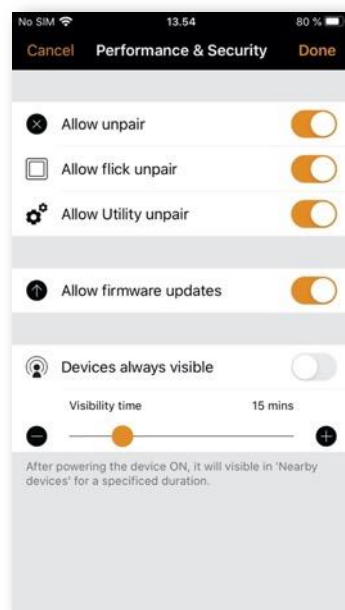 No SIM 13.54 80 %
Cancel Performance & Security Done
Allow unpair
Allow flick unpair
Allow Utility unpair
Allow firmware updates
Devices always visible
Visibility time 15 mins
After powering the device ON, it will visible in 'Nearby
devices' for a specificed duration.